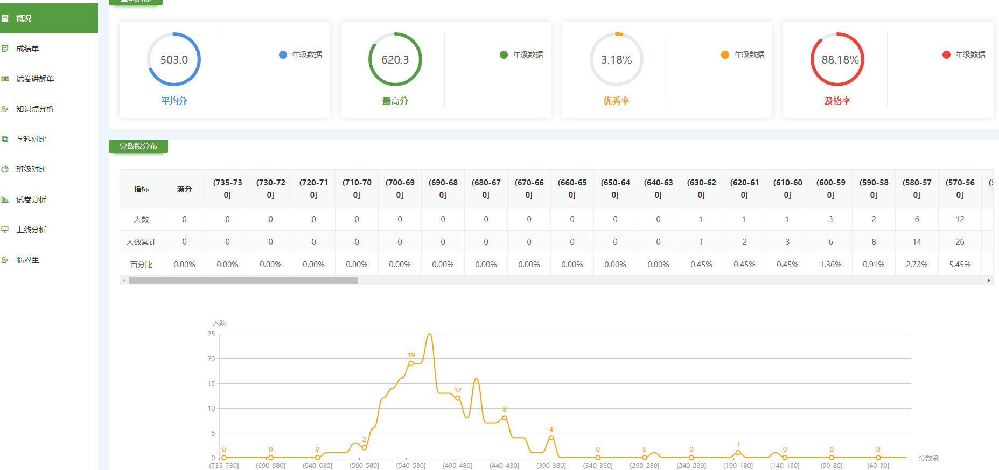 概况
成绩单
试卷讲解单
知识点分析
学科对比
班级对比
试卷分析
上线分析
临界生
503.0
平均分
年级数据
620.3
最高分
年级数据
3.18%
优秀率
年级数据
88.18%
及格率
年级数据
分数段分布
指标 满分 (735-730] (730-720] (720-710] (710-700] (700-690] (690-680] (680-670] (670-660] (660-650] (650-640] (640-630] (630-620] (620-610] (610-600] (600-590] (590-580] (580-570] (570-560]
人数 0 0 0 0 0 0 0 0 0 0 0 0 1 1 1 3 2 6 12
人数累计 0 0 0 0 0 0 0 0 0 0 0 0 1 2 3 6 8 14 26
百分比 0.00% 0.00% 0.00% 0.00% 0.00% 0.00% 0.00% 0.00% 0.00% 0.00% 0.00% 0.00% 0.45% 0.45% 0.45% 1.36% 0.91% 2.73% 5.45%
人数
25
20
15
10
5
0
0 0 0 2 19 12 8 4 0 0 0 1 0 0 0
(735-730] (690-680] (640-630] (590-580] (540-530] (490-480] (440-430] (390-380] (340-330] (290-280] (240-230] (190-180] (140-130] (90-80] (40-30]
分数段